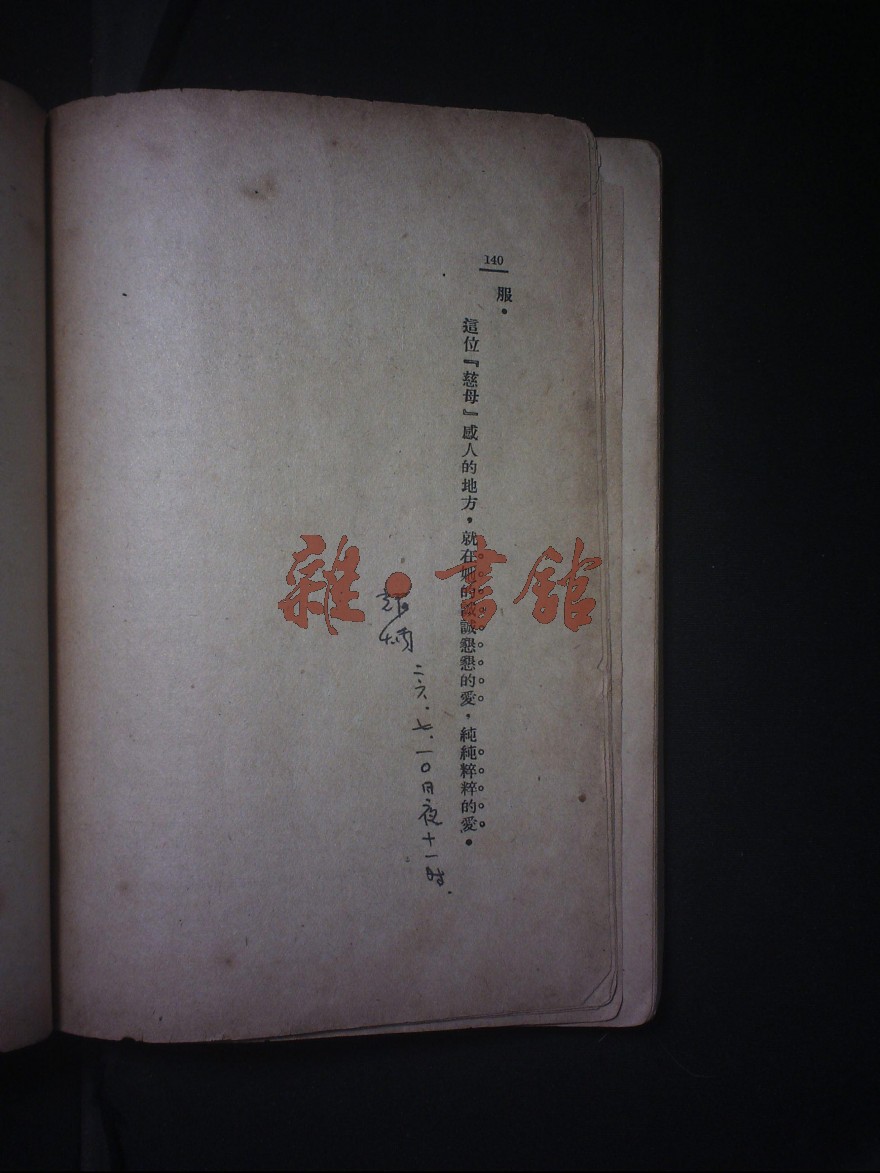 140
服。
這位『慈母』感人的地方，就在她的誠誠懇懇的愛，純純粹粹的愛。
二六．七．一〇日夜十一时．
雜·書館